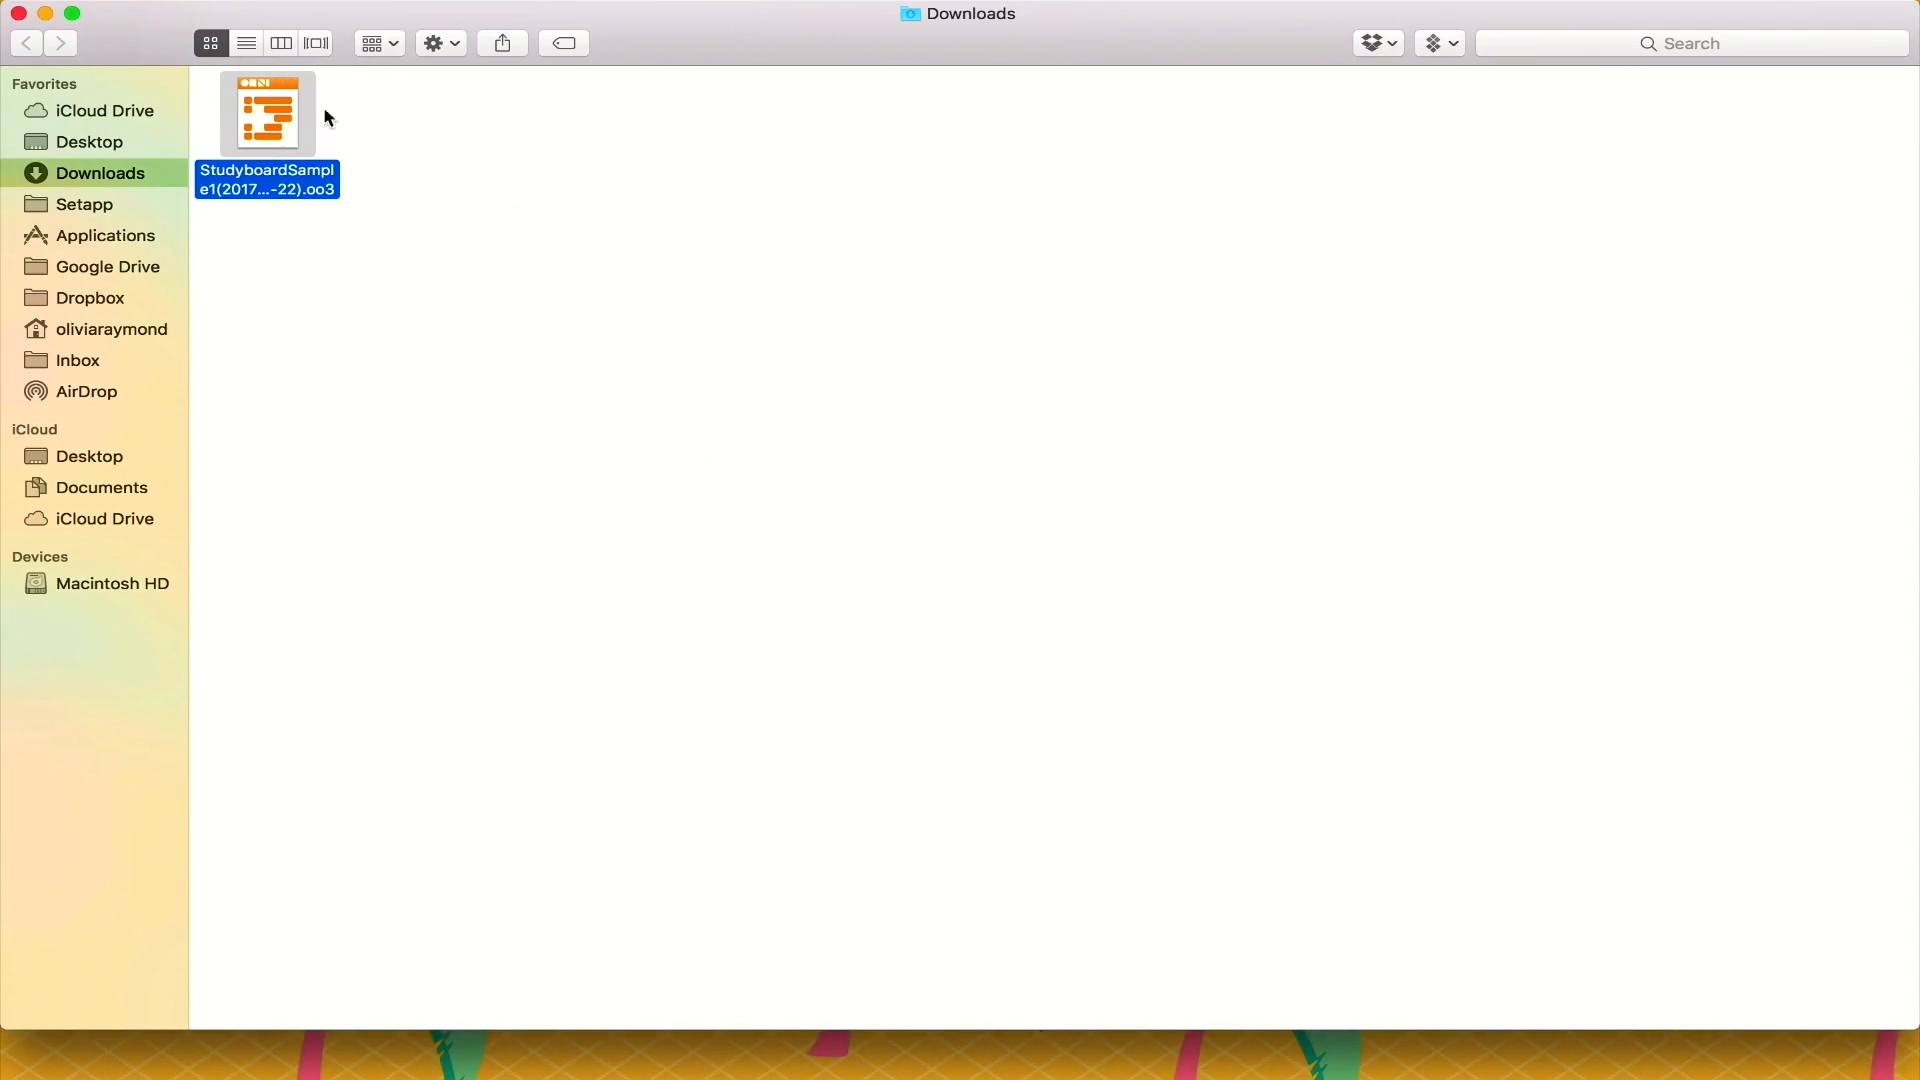 Downloads
Search
Favorites
iCloud Drive
Desktop
Downloads
Setapp
Applications
Google Drive
Dropbox
oliviaraymond
Inbox
AirDrop
iCloud
Desktop
Documents
iCloud Drive
Devices
Macintosh HD
StudyboardSampl
e1(2017...-22).oo3